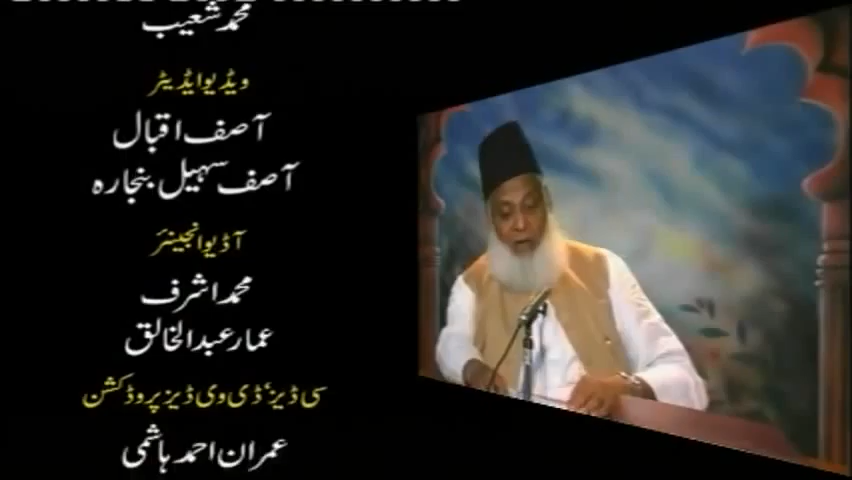 محمد شعیب
ویڈیو ایڈیٹر
آصف اقبال
آصف سہیل بنجارہ
آڈیو انجینئر
محمد اشرف
عمار عبدالخالق
سی ڈیز، ڈی وی ڈیز پروڈکشن
عمران احمد ہاشمی